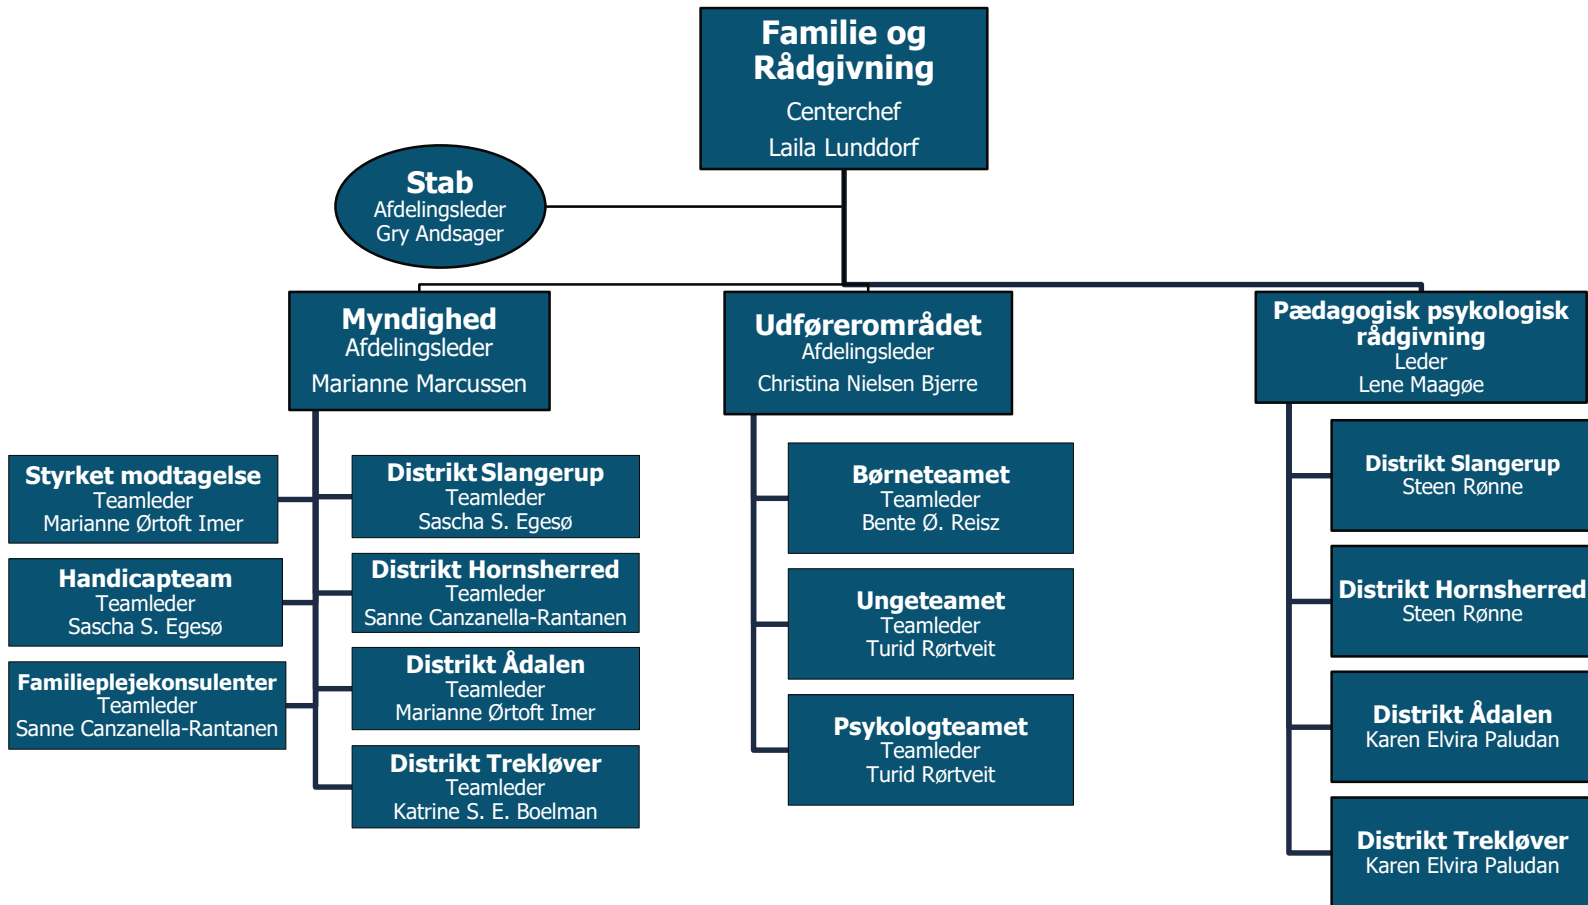 Familie og
Rådgivning
Centerchef
Laila Lunddorf
Stab
Afdelingsleder
Gry Andsager
Myndighed
Afdelingsleder
Marianne Marcussen
Udførerområdet
Afdelingsleder
Christina Nielsen Bjerre
Pædagogisk psykologisk
rådgivning
Leder
Lene Maagøe
Styrket modtagelse
Teamleder
Marianne Ørtoft Imer
Handicapteam
Teamleder
Sascha S. Egesø
Familieplejekonsulenter
Teamleder
Sanne Canzanella-Rantanen
Distrikt Slangerup
Teamleder
Sascha S. Egesø
Distrikt Hornsherred
Teamleder
Sanne Canzanella-Rantanen
Distrikt Ådalen
Teamleder
Marianne Ørtoft Imer
Distrikt Trekløver
Teamleder
Katrine S. E. Boelman
Børneteamet
Teamleder
Bente Ø. Reisz
Ungeteamet
Teamleder
Turid Rørtveit
Psykologteamet
Teamleder
Turid Rørtveit
Distrikt Slangerup
Steen Rønne
Distrikt Hornsherred
Steen Rønne
Distrikt Ådalen
Karen Elvira Paludan
Distrikt Trekløver
Karen Elvira Paludan